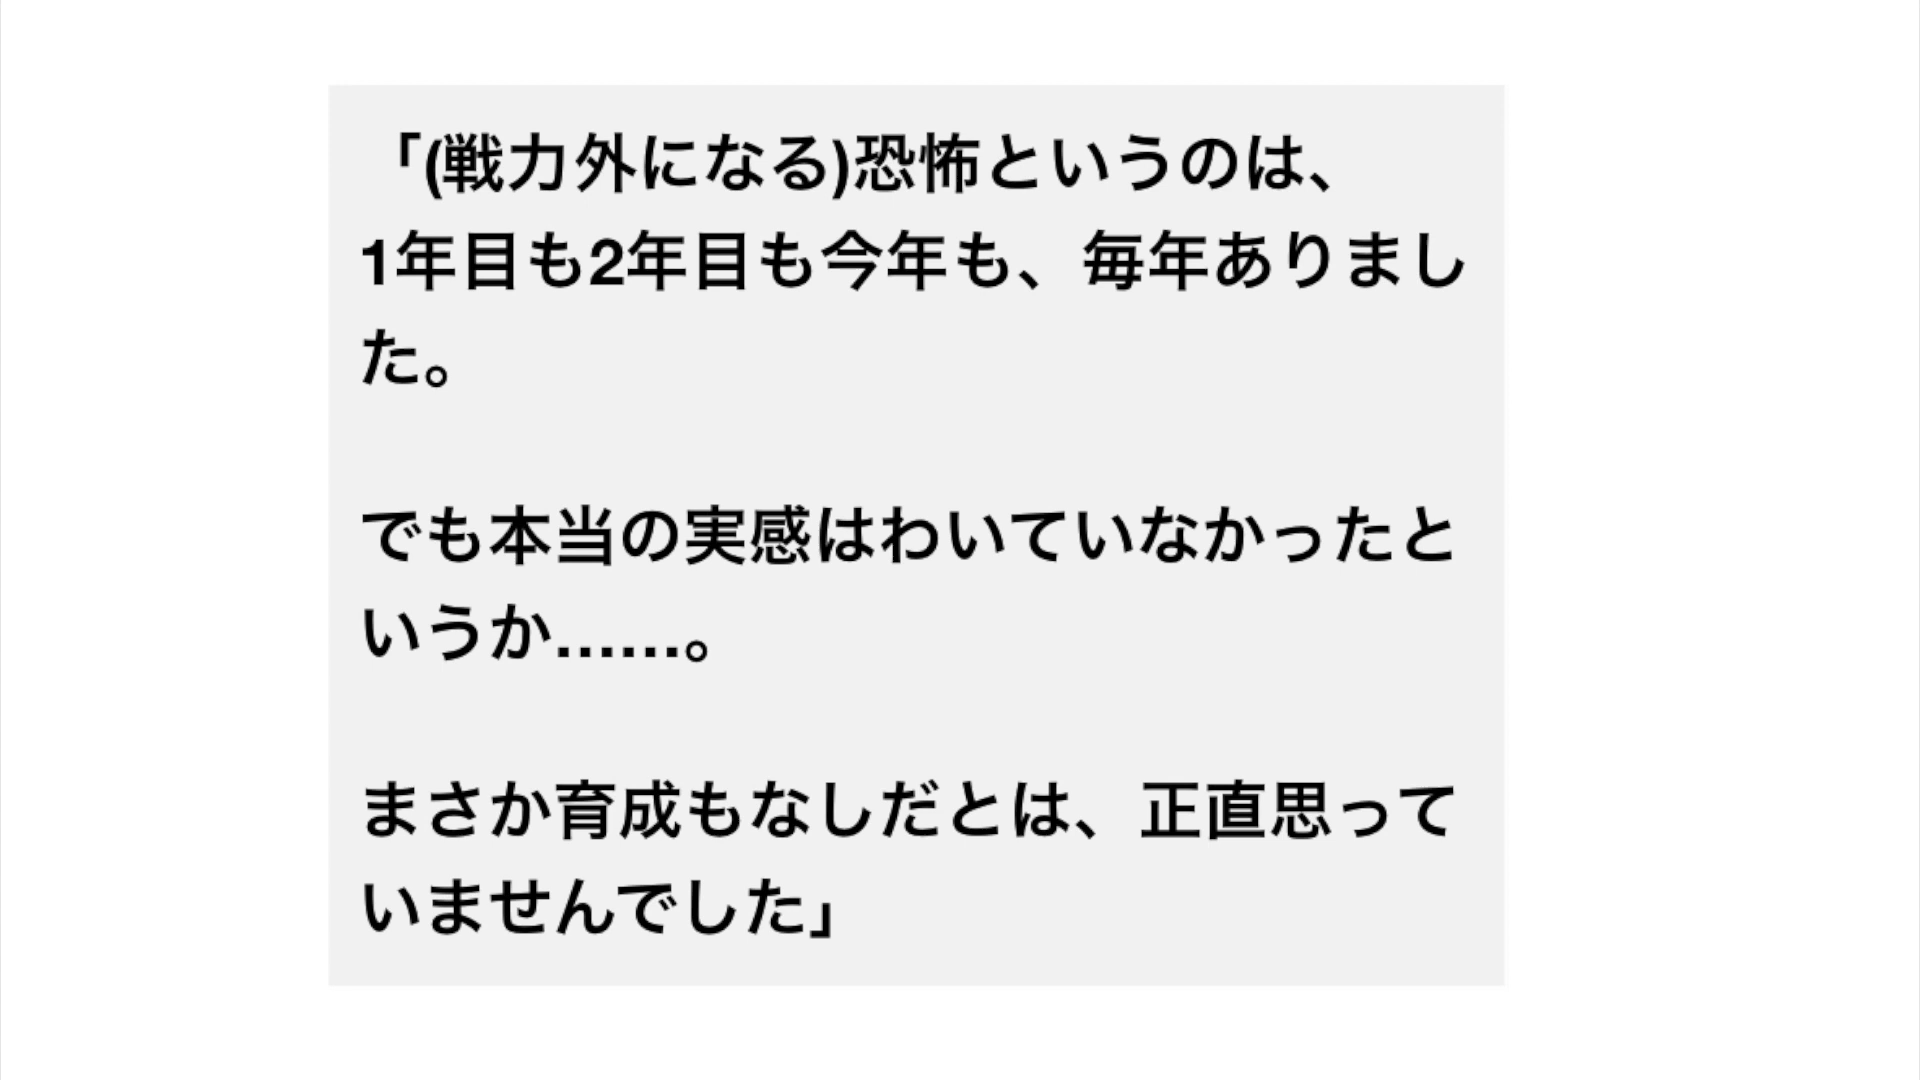 「(戦力外になる)恐怖というのは、
1年目も2年目も今年も、毎年ありまし
た。
でも本当の実感はわいていなかったと
いうか......。
まさか育成もなしだとは、正直思って
いませんでした」